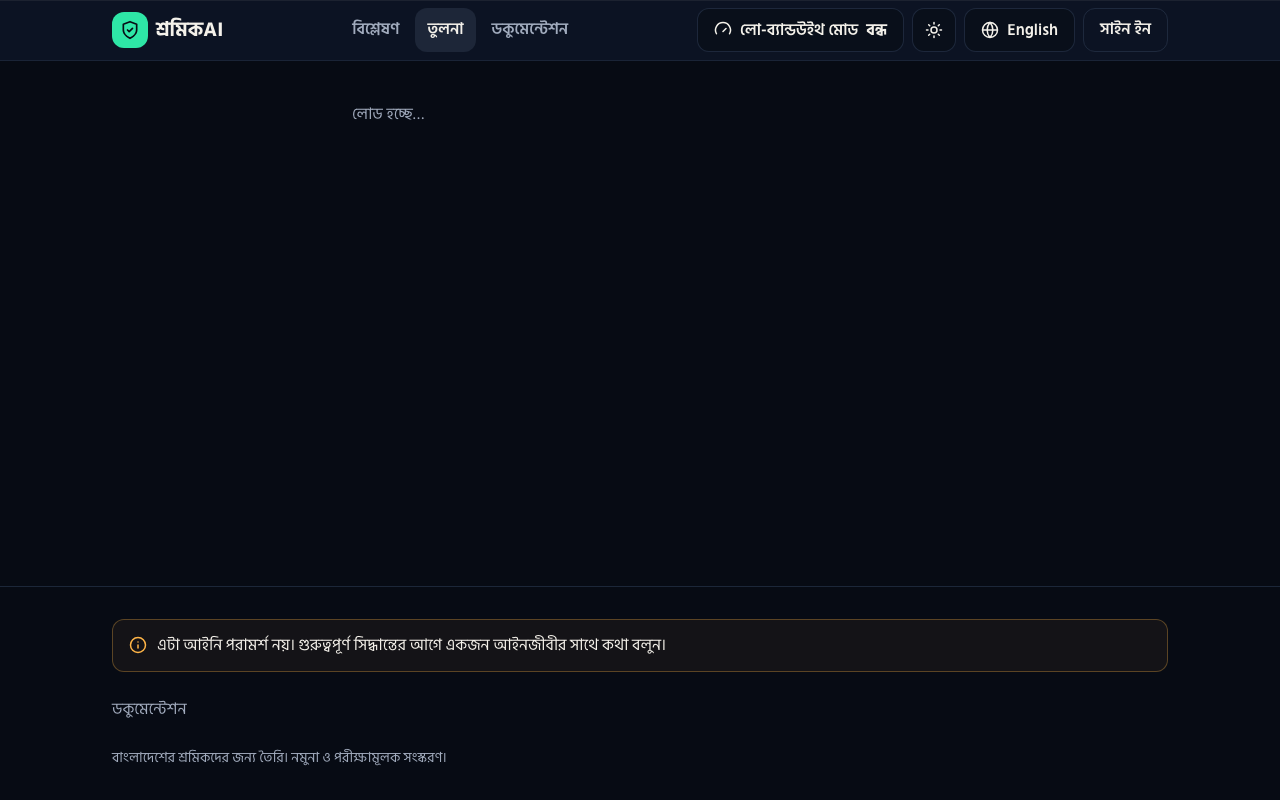 শ্রমিকAI
বিশ্লেষণ
তুলনা
ডকুমেন্টেশন
লো-ব্যান্ডউইথ মোড বন্ধ
English
সাইন ইন
লোড হচ্ছে...
এটা আইনি পরামর্শ নয়। গুরুত্বপূর্ণ সিদ্ধান্তের আগে একজন আইনজীবীর সাথে কথা বলুন।
ডকুমেন্টেশন
বাংলাদেশের শ্রমিকদের জন্য তৈরি। নমুনা ও পরীক্ষামূলক সংস্করণ।